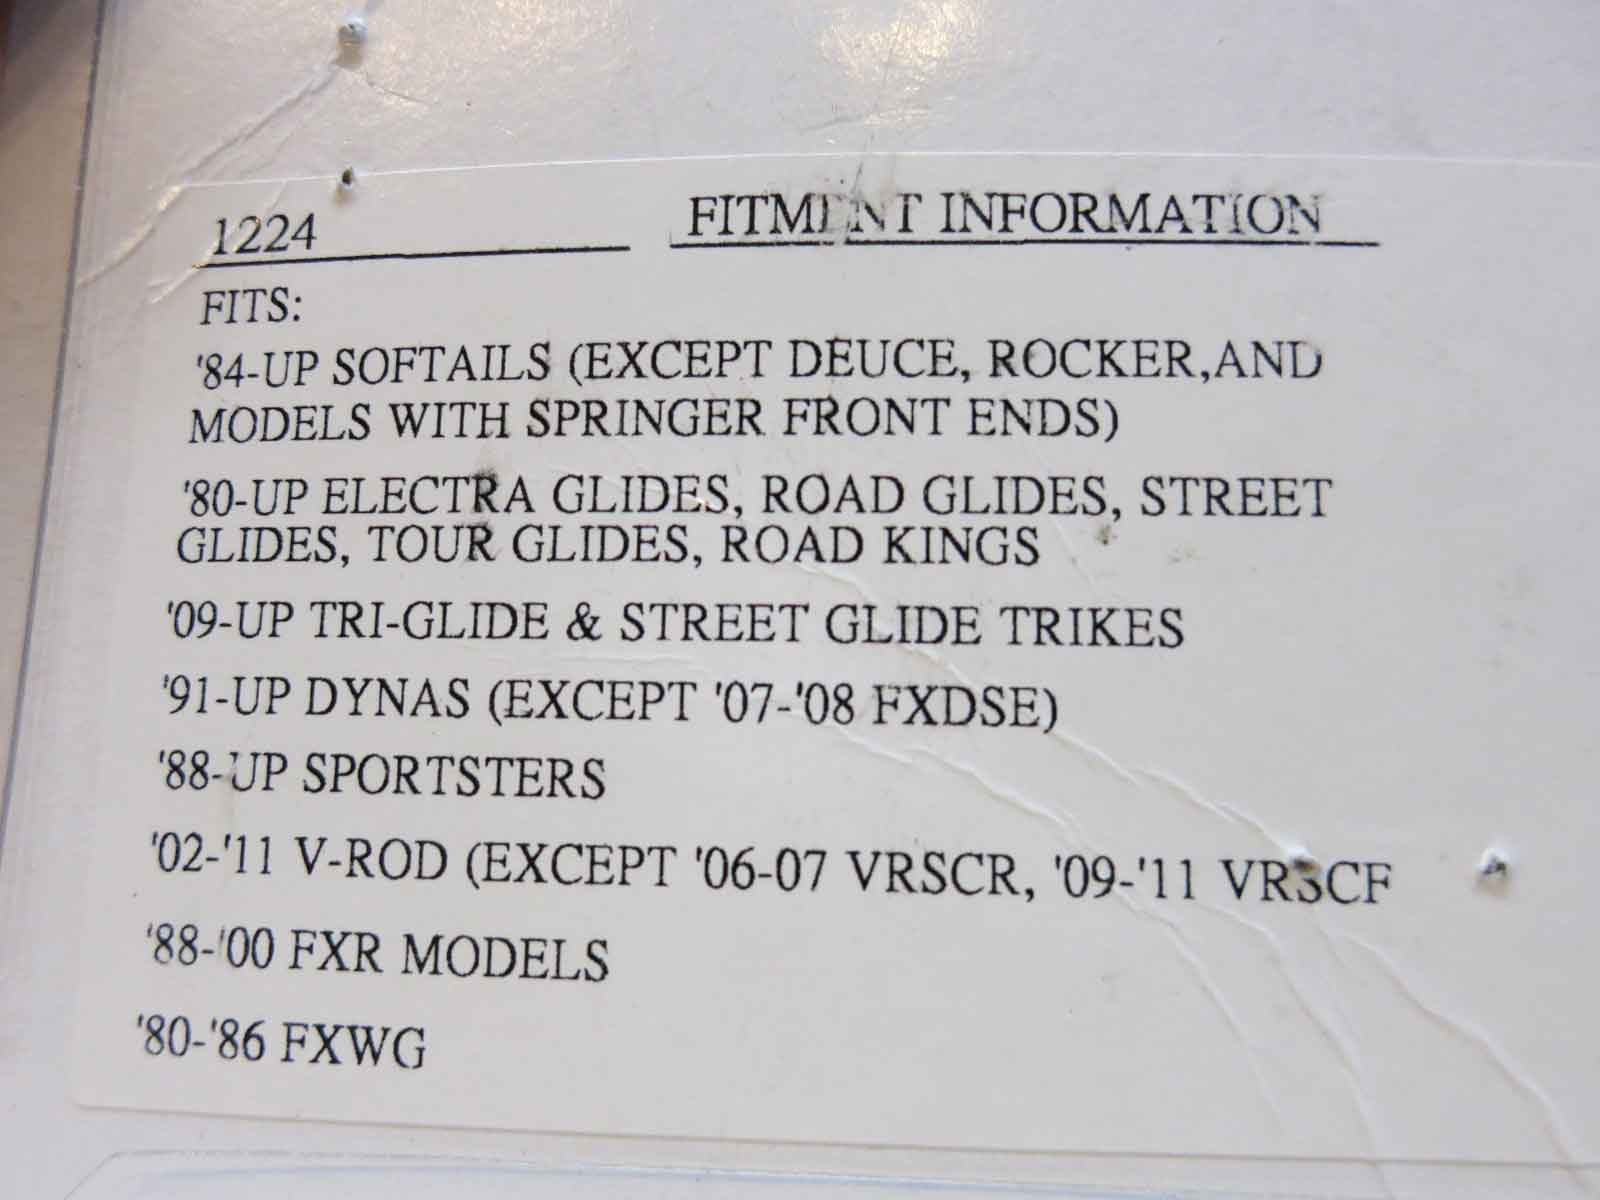 1224 FITMENT INFORMATION
FITS:
'84-UP SOFTAILS (EXCEPT DEUCE, ROCKER,AND
MODELS WITH SPRINGER FRONT ENDS)
'80-UP ELECTRA GLIDES, ROAD GLIDES, STREET
GLIDES, TOUR GLIDES, ROAD KINGS
'09-UP TRI-GLIDE & STREET GLIDE TRIKES
'91-UP DYNAS (EXCEPT '07-'08 FXDSE)
'88-UP SPORTSTERS
'02-'11 V-ROD (EXCEPT '06-07 VRSCR, '09-'11 VRSCF
'88-'00 FXR MODELS
'80-'86 FXWG